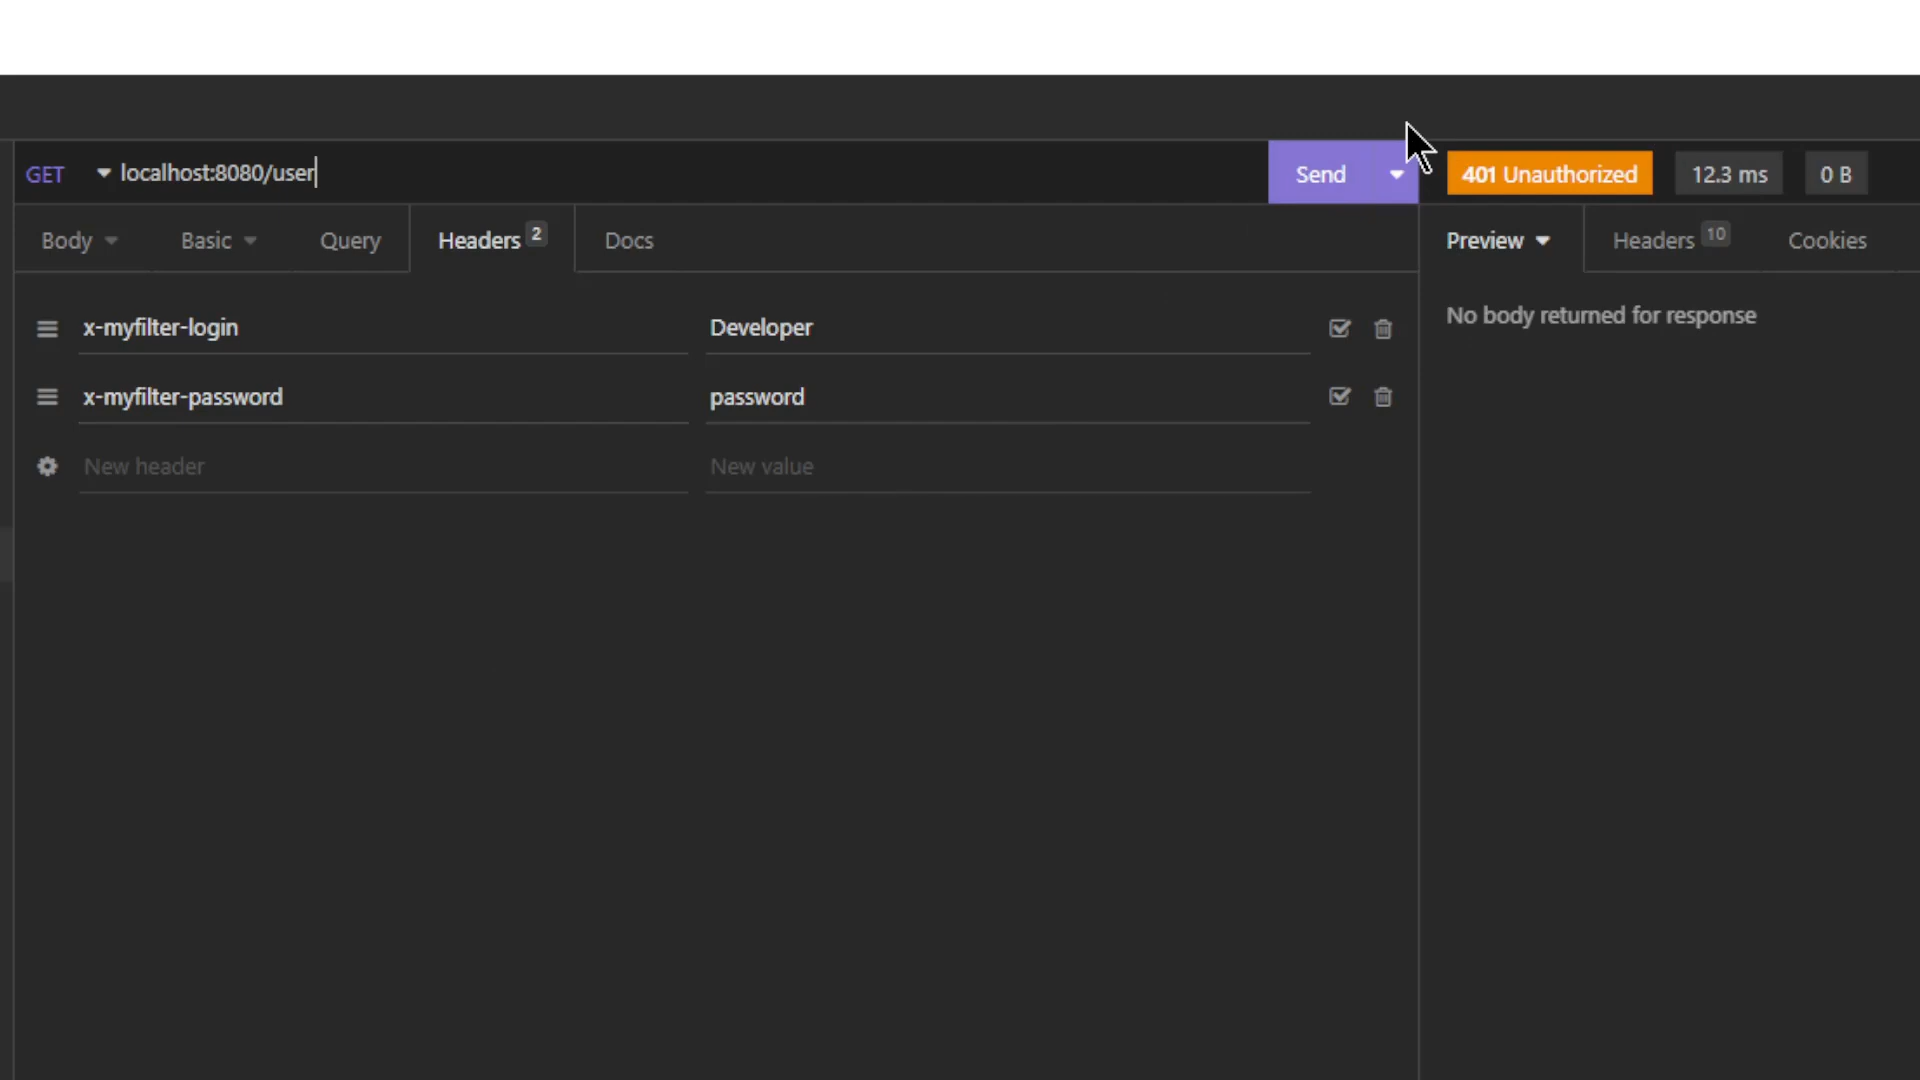 GET localhost:8080/user Send 401 Unauthorized 12.3 ms 0 B
Body Basic Query Headers 2 Docs Preview Headers 10 Cookies
x-myfilter-login Developer
No body returned for response
x-myfilter-password password
New header New value